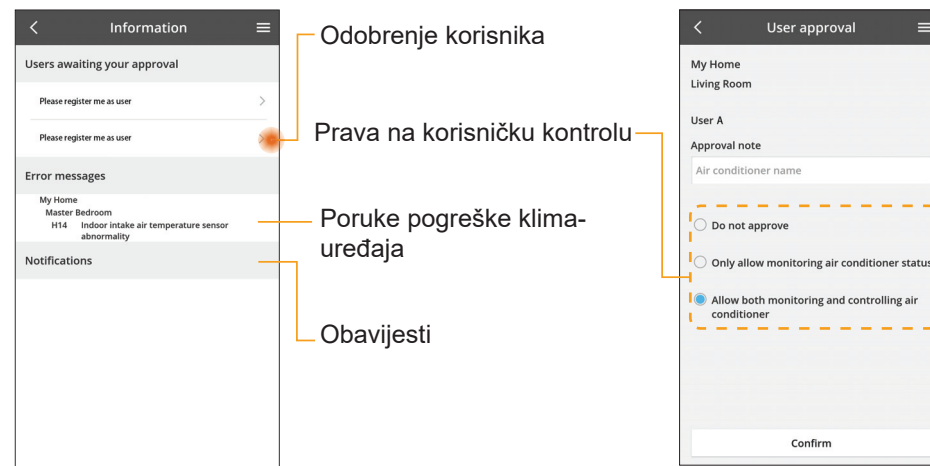 Information
Users awaiting your approval
Please register me as user
Please register me as user
Error messages
My Home
Master Bedroom
H14 Indoor intake air temperature sensor
abnormality
Notifications
Odobrenje korisnika
Prava na korisničku kontrolu
Poruke pogreške klima-
uređaja
Obavijesti
User approval
My Home
Living Room
User A
Approval note
Air conditioner name
Do not approve
Only allow monitoring air conditioner status
Allow both monitoring and controlling air
conditioner
Confirm